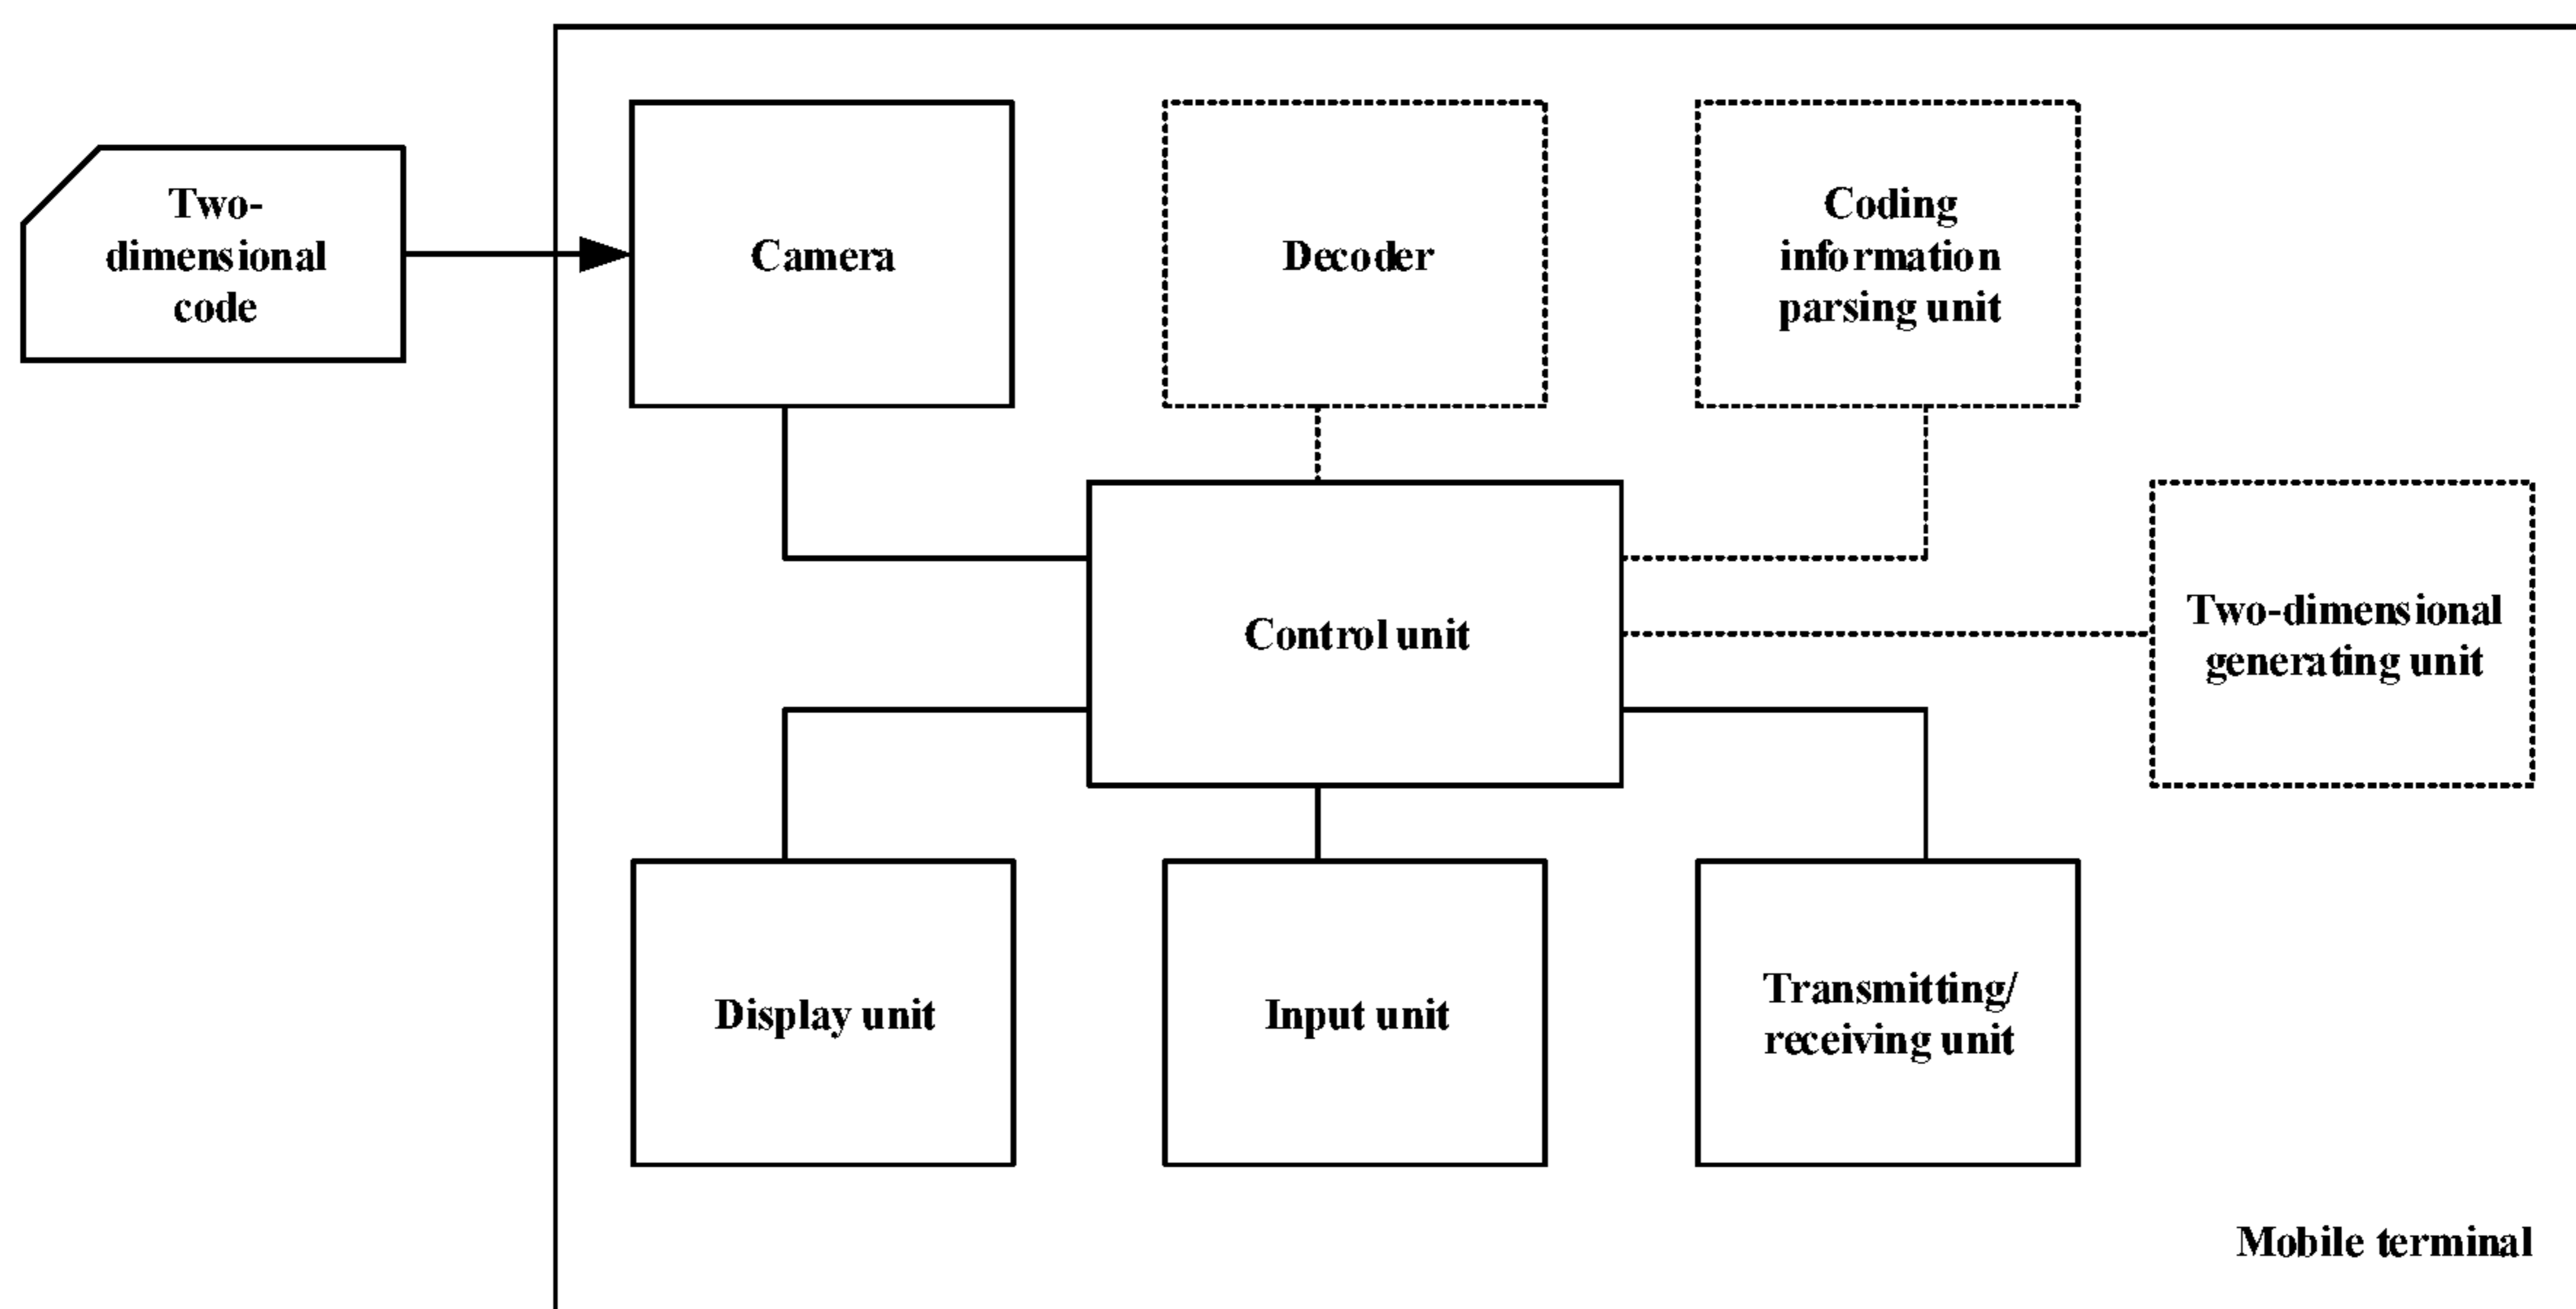 Two-
dimensional
code
Camera
Decoder
Coding
information
parsing unit
Control unit
Two-dimensional
generating unit
Display unit
Input unit
Transmitting/
receiving unit
Mobile terminal